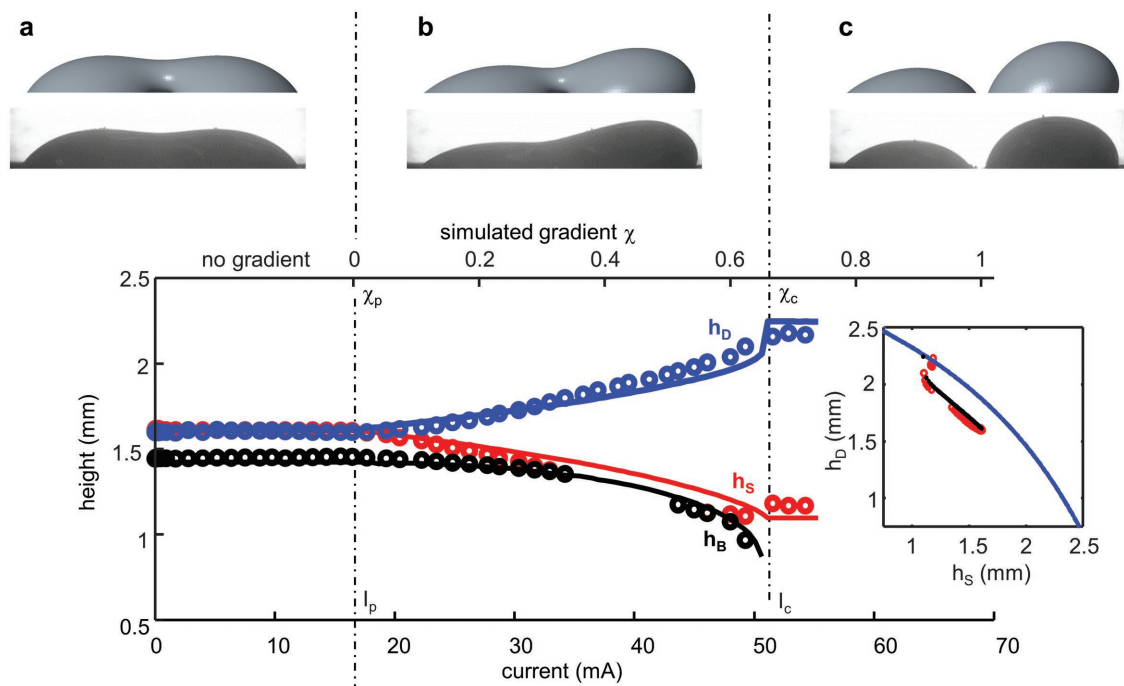 a
b
c
simulated gradient χ
no gradient
0
0.2
0.4
0.6
0.8
1
2.5
2
1.5
1
0.5
height (mm)
χp
χc
hD
hS
hB
Ip
Ic
0
10
20
30
40
50
60
70
current (mA)
2.5
2
1.5
1
hD (mm)
1
1.5
2
2.5
hS (mm)